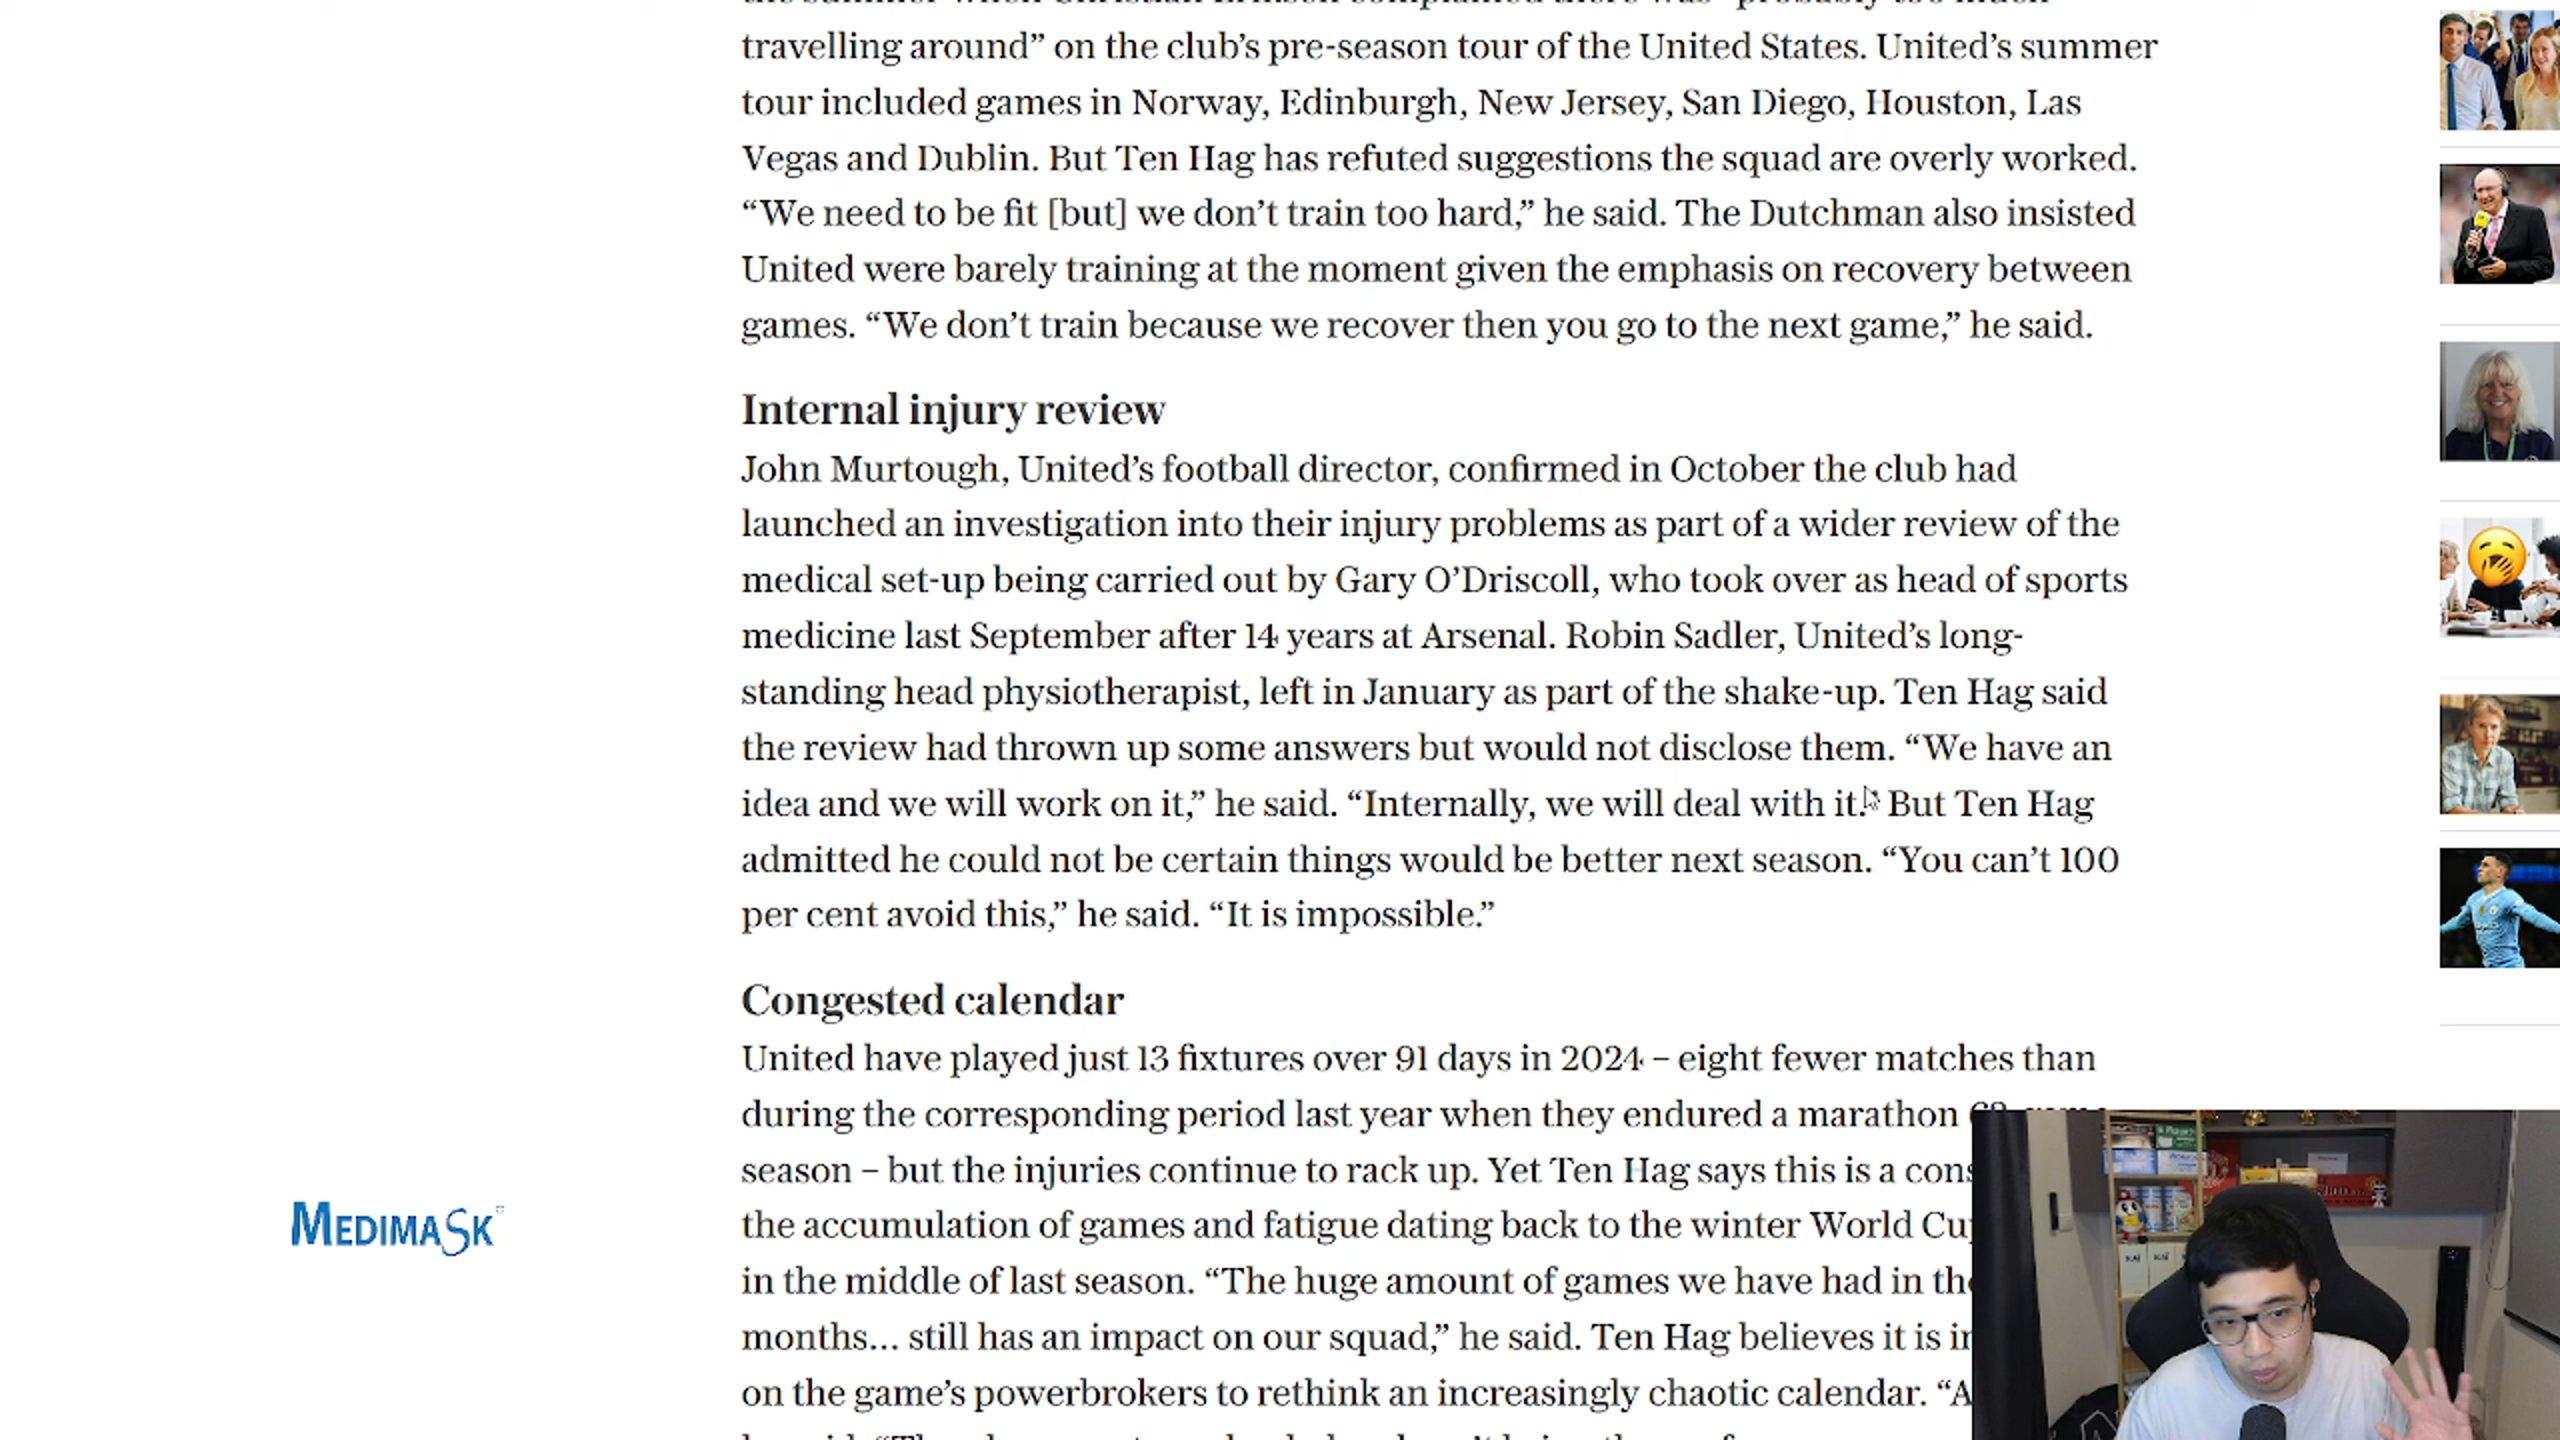 travelling around” on the club’s pre-season tour of the United States. United’s summer
tour included games in Norway, Edinburgh, New Jersey, San Diego, Houston, Las
Vegas and Dublin. But Ten Hag has refuted suggestions the squad are overly worked.
“We need to be fit [but] we don’t train too hard,” he said. The Dutchman also insisted
United were barely training at the moment given the emphasis on recovery between
games. “We don’t train because we recover then you go to the next game,” he said.
Internal injury review
John Murtough, United’s football director, confirmed in October the club had
launched an investigation into their injury problems as part of a wider review of the
medical set-up being carried out by Gary O’Driscoll, who took over as head of sports
medicine last September after 14 years at Arsenal. Robin Sadler, United’s long-
standing head physiotherapist, left in January as part of the shake-up. Ten Hag said
the review had thrown up some answers but would not disclose them. “We have an
idea and we will work on it,” he said. “Internally, we will deal with it.” But Ten Hag
admitted he could not be certain things would be better next season. “You can’t 100
per cent avoid this,” he said. “It is impossible.”
Congested calendar
United have played just 13 fixtures over 91 days in 2024 – eight fewer matches than
during the corresponding period last year when they endured a marathon
season – but the injuries continue to rack up. Yet Ten Hag says this is a cons
the accumulation of games and fatigue dating back to the winter World Cu
in the middle of last season. “The huge amount of games we have had in th
months... still has an impact on our squad,” he said. Ten Hag believes it is in
on the game’s powerbrokers to rethink an increasingly chaotic calendar. “A
MEDIMASK